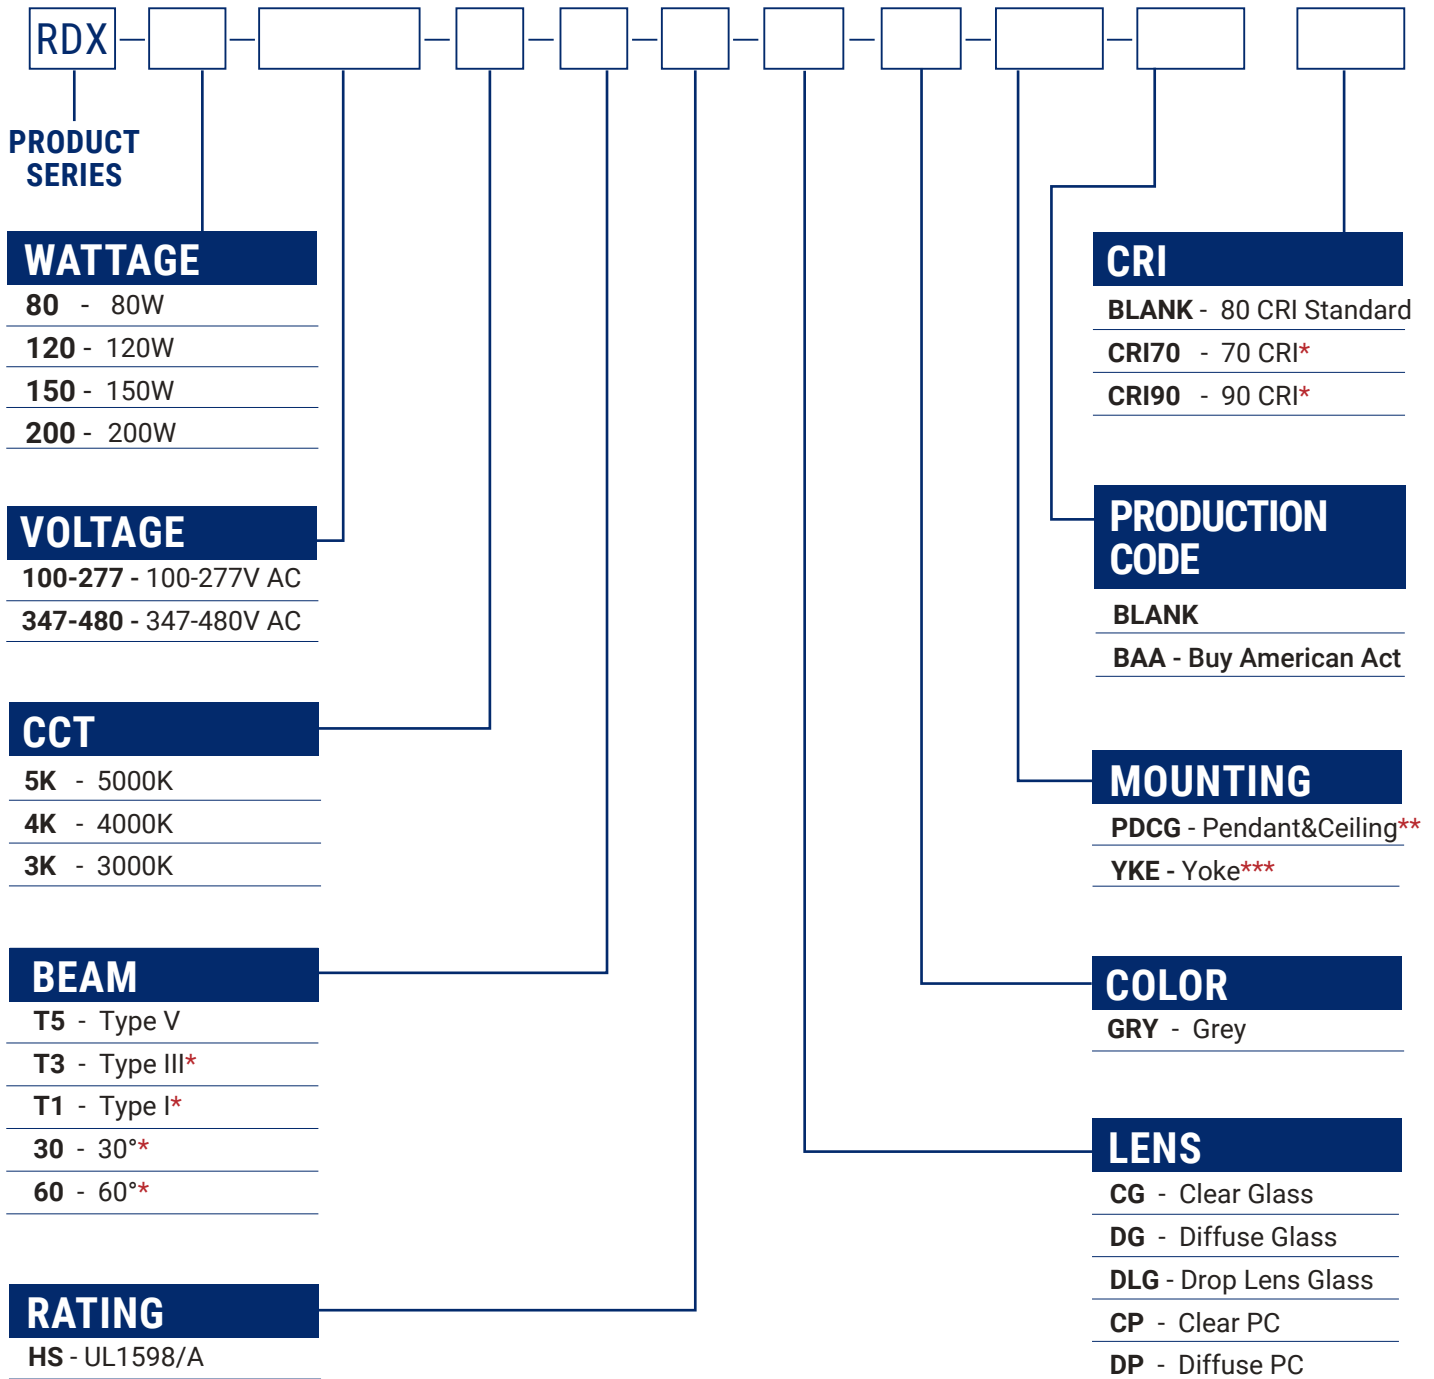 RDX
PRODUCT
SERIES
WATTAGE
80 - 80W
120 - 120W
150 - 150W
200 - 200W
VOLTAGE
100-277 - 100-277V AC
347-480 - 347-480V AC
CCT
5K - 5000K
4K - 4000K
3K - 3000K
BEAM
T5 - Type V
T3 - Type III*
T1 - Type I*
30 - 30°*
60 - 60°*
RATING
HS - UL1598/A
CRI
BLANK - 80 CRI Standard
CRI70 - 70 CRI*
CRI90 - 90 CRI*
PRODUCTION
CODE
BLANK
BAA - Buy American Act
MOUNTING
PDCG - Pendant&Ceiling**
YKE - Yoke***
COLOR
GRY - Grey
LENS
CG - Clear Glass
DG - Diffuse Glass
DLG - Drop Lens Glass
CP - Clear PC
DP - Diffuse PC